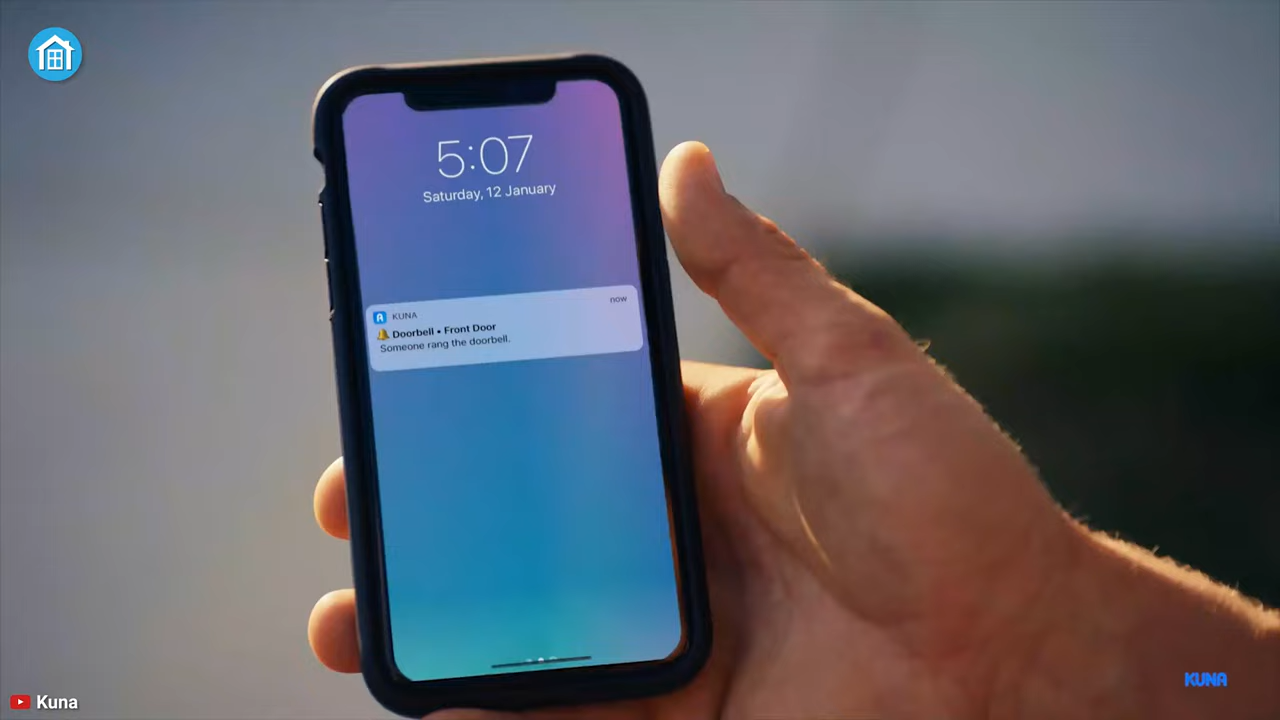 5:07
Saturday, 12 January
KUNA
now
Doorbell • Front Door
Someone rang the doorbell.
KUNA
Kuna